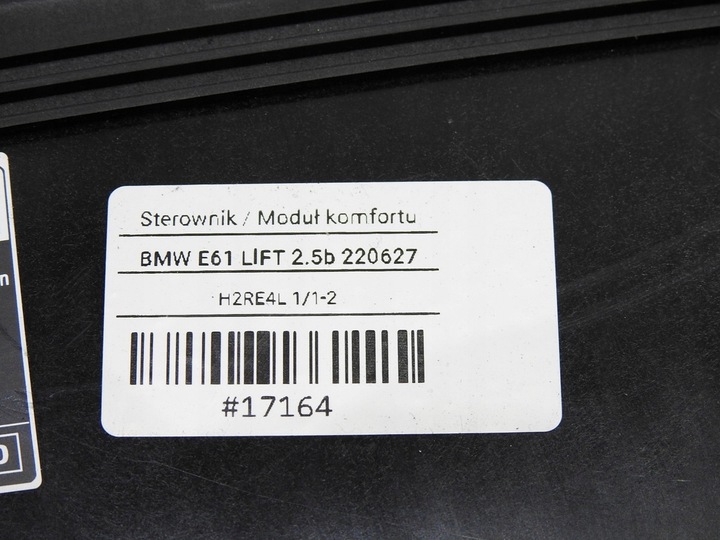 Sterownik / Moduł komfortu
BMW E61 LIFT 2.5b 220627
H2RE4L 1/1-2
#17164